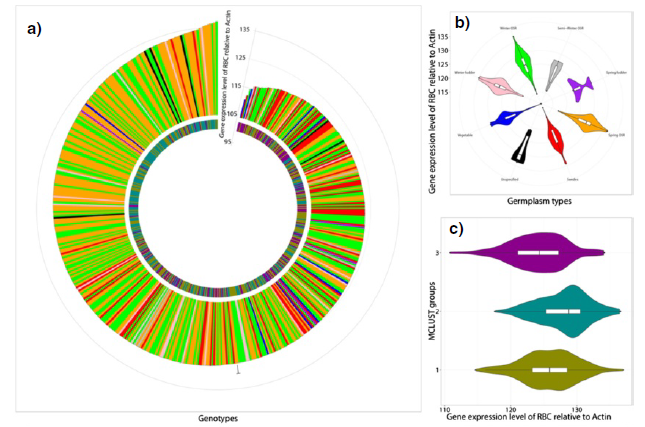 a)
Gene expression level of RBC relative to Actin
135
125
115
105
95
Genotypes
b)
Gene expression level of RBC relative to Actin
135
130
125
120
115
Winter OSR
Semi-Winter OSR
Spring fodder
Spring OSR
Swede
Unspecified
Vegetable
Winter fodder
Germplasm types
c)
MCLUST groups
3
2
1
110
120
130
Gene expression level of RBC relative to Actin